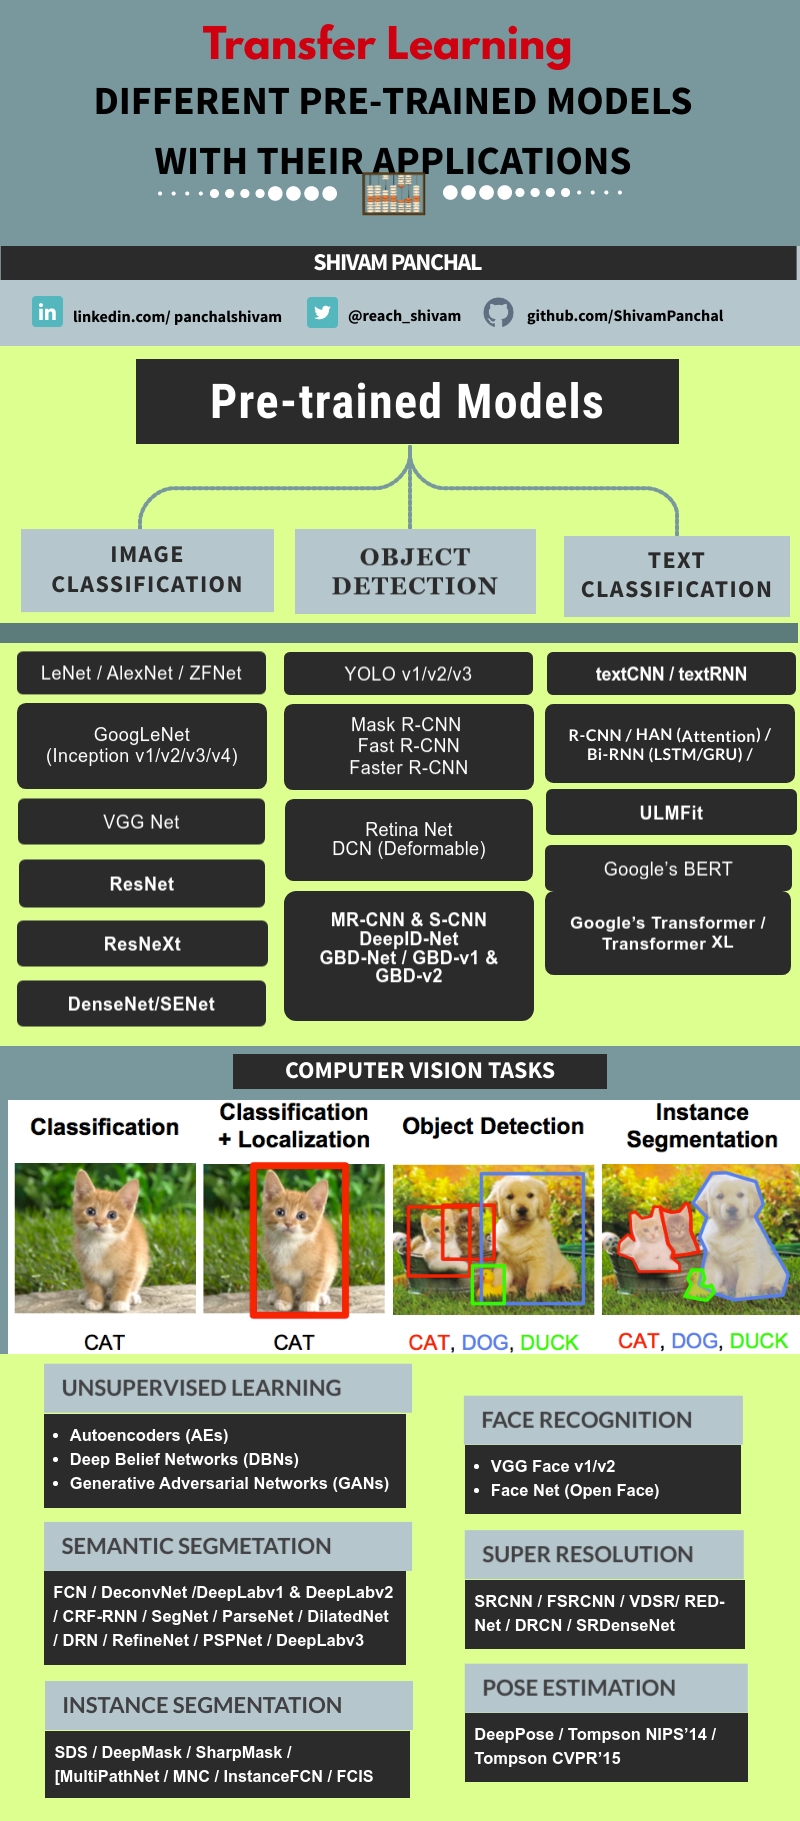 Transfer Learning
DIFFERENT PRE-TRAINED MODELS
WITH THEIR APPLICATIONS
SHIVAM PANCHAL
linkedin.com/ panchalshivam
@reach_shivam
github.com/ShivamPanchal
Pre-trained Models
IMAGE
CLASSIFICATION
OBJECT
DETECTION
TEXT
CLASSIFICATION
LeNet / AlexNet / ZFNet
GoogLeNet
(Inception v1/v2/v3/v4)
VGG Net
ResNet
ResNeXt
DenseNet/SENet
YOLO v1/v2/v3
Mask R-CNN
Fast R-CNN
Faster R-CNN
Retina Net
DCN (Deformable)
MR-CNN & S-CNN
DeepID-Net
GBD-Net / GBD-v1 &
GBD-v2
textCNN / textRNN
R-CNN / HAN (Attention) /
Bi-RNN (LSTM/GRU) /
ULMFit
Google's BERT
Google's Transformer /
Transformer XL
COMPUTER VISION TASKS
Classification
CAT
Classification
+ Localization
CAT
Object Detection
CAT, DOG, DUCK
Instance
Segmentation
CAT, DOG, DUCK
UNSUPERVISED LEARNING
• Autoencoders (AEs)
• Deep Belief Networks (DBNs)
• Generative Adversarial Networks (GANs)
SEMANTIC SEGMETATION
FCN / DeconvNet /DeepLabv1 & DeepLabv2
/ CRF-RNN / SegNet / ParseNet / DilatedNet
/ DRN / RefineNet / PSPNet / DeepLabv3
INSTANCE SEGMENTATION
SDS / DeepMask / SharpMask /
[MultiPathNet / MNC / InstanceFCN / FCIS
FACE RECOGNITION
• VGG Face v1/v2
• Face Net (Open Face)
SUPER RESOLUTION
SRCNN / FSRCNN / VDSR/ RED-
Net / DRCN / SRDenseNet
POSE ESTIMATION
DeepPose / Tompson NIPS'14 /
Tompson CVPR'15